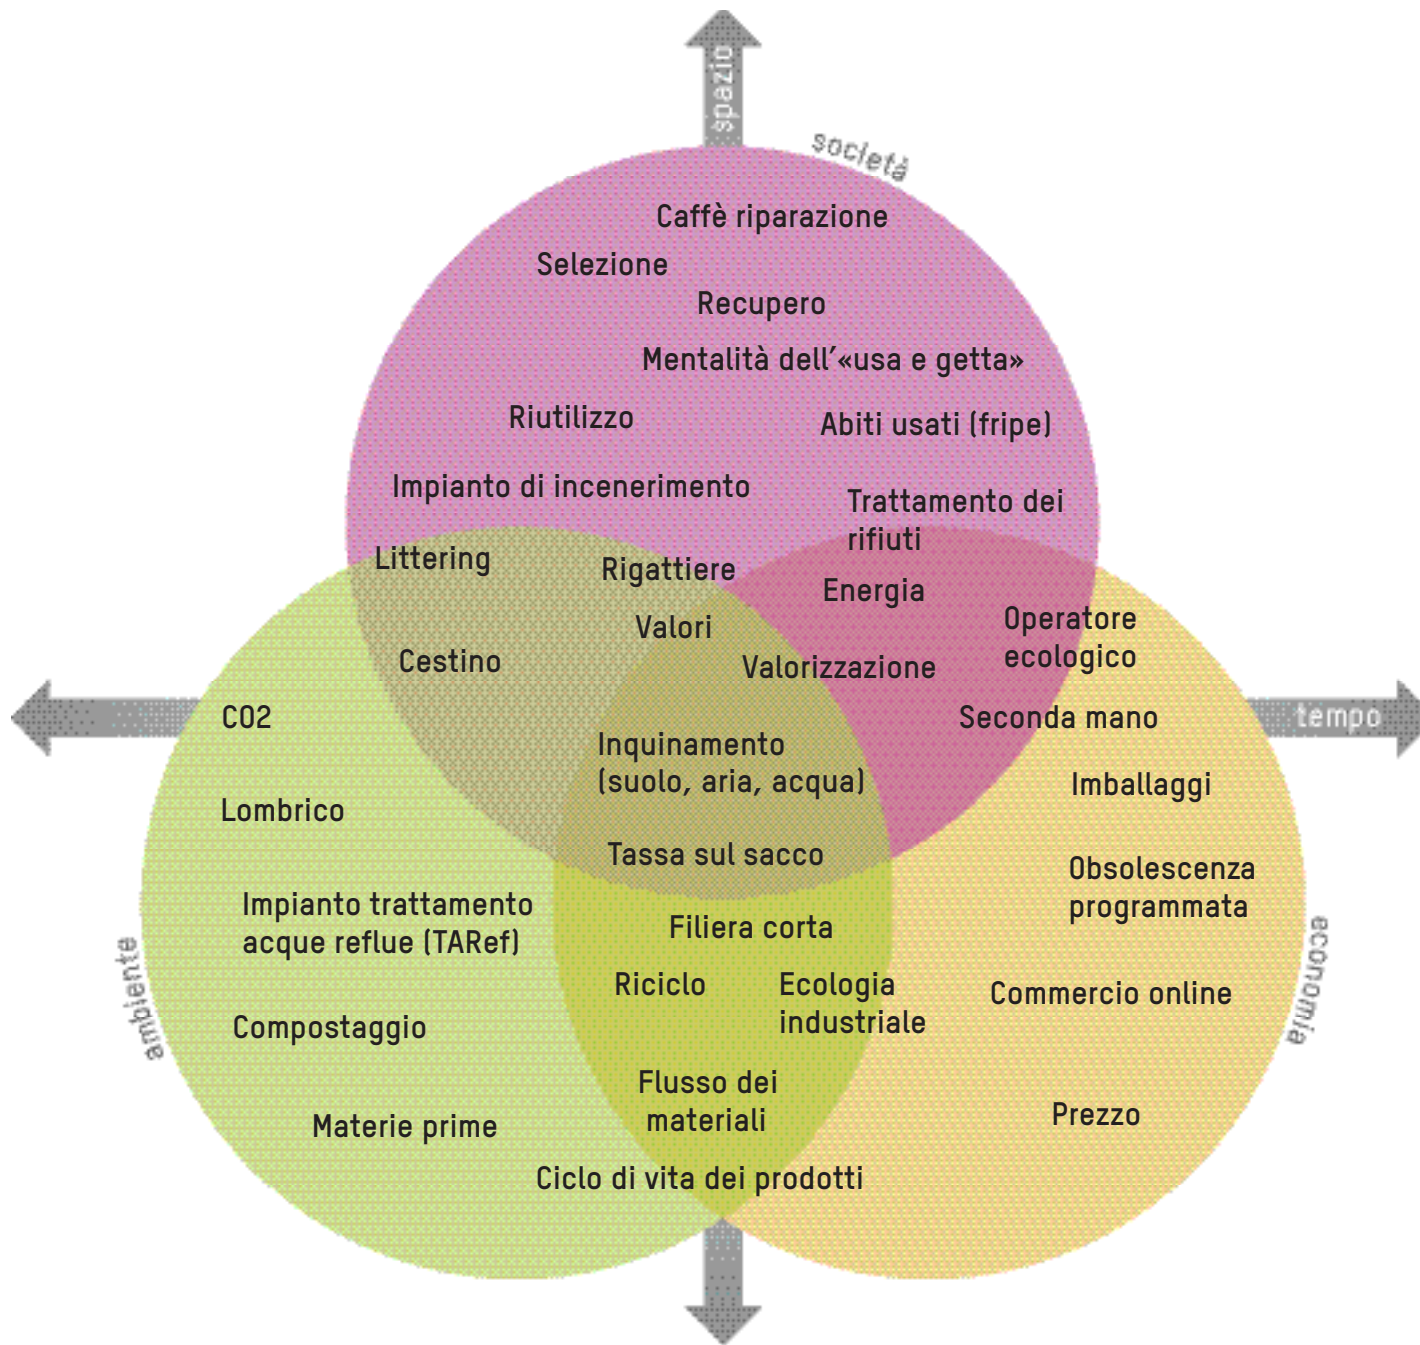 spazio
società
Caffè riparazione
Selezione
Recupero
Mentalità dell’«usa e getta»
Riutilizzo
Abiti usati (fripe)
Impianto di incenerimento
Trattamento dei
rifiuti
Littering
Rigattiere
Energia
Valori
Operatore
ecologico
Cestino
Valorizzazione
CO2
Seconda mano
tempo
Inquinamento
(suolo, aria, acqua)
Imballaggi
Lombrico
Tassa sul sacco
Obsolescenza
programmata
Impianto trattamento
acque reflue (TARef)
Filiera corta
ambiente
economia
Riciclo
Ecologia
industriale
Commercio online
Compostaggio
Flusso dei
materiali
Materie prime
Prezzo
Ciclo di vita dei prodotti